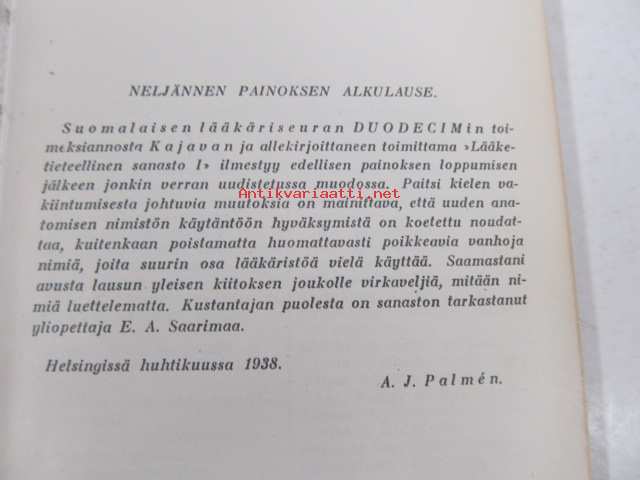 NELJÄNNEN PAINOKSEN ALKULAUSE.
Suomalaisen lääkäriseuran DUODECIMin toi-
meksiannosta Kajavan ja allekirjoittaneen toimittama »Lääke-
tieteellinen sanasto I» ilmestyy edellisen painoksen loppumisen
jälkeen jonkin verran uudistetussa muodossa. Paitsi kielen va-
Antikvariaatti.net
kiintumisesta johtuvia muutoksia on mainittava, että uuden ana-
tomisen nimistön käytäntöön hyväksymistä on koetettu noudat-
taa, kuitenkaan poistamatta huomattavasti poikkeavia vanhoja
nimiä, joita suurin osa lääkäristöä vielä käyttää. Saamastani
avusta lausun yleisen kiitoksen joukolle virkaveljiä, mitään ni-
miä luettelematta. Kustantajan puolesta on sanaston tarkastanut
yliopettaja E. A. Saarimaa.
Helsingissä huhtikuussa 1938.
A. J. Palmén.